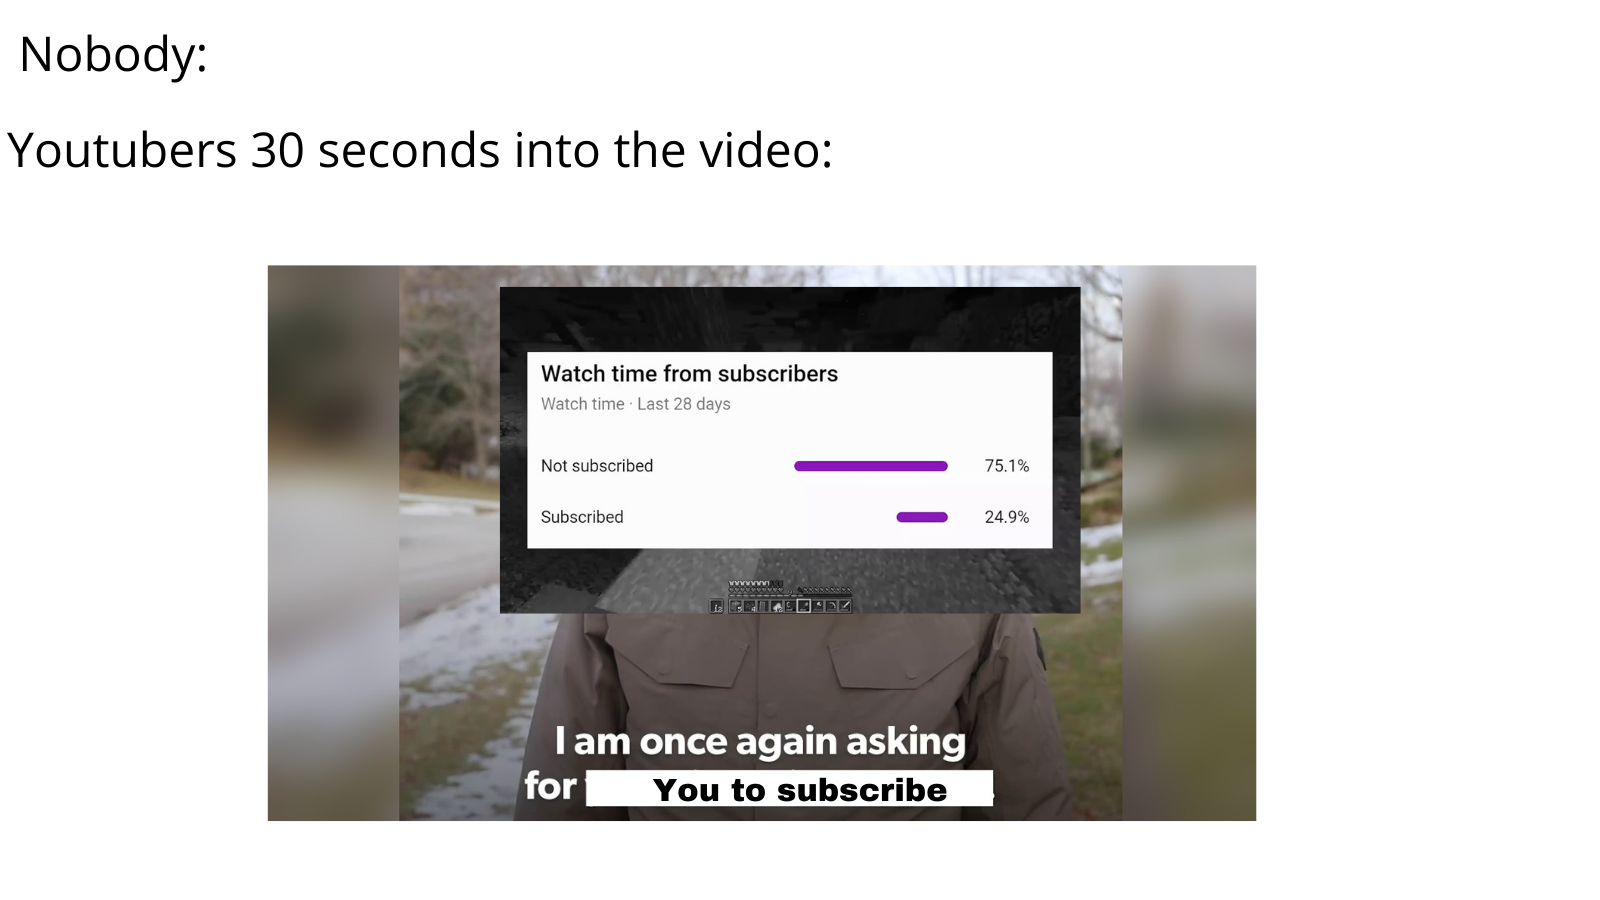 Nobody:
Youtubers 30 seconds into the video:
Watch time from subscribers
Watch time · Last 28 days
Not subscribed 75.1%
Subscribed 24.9%
I am once again asking
for You to subscribe